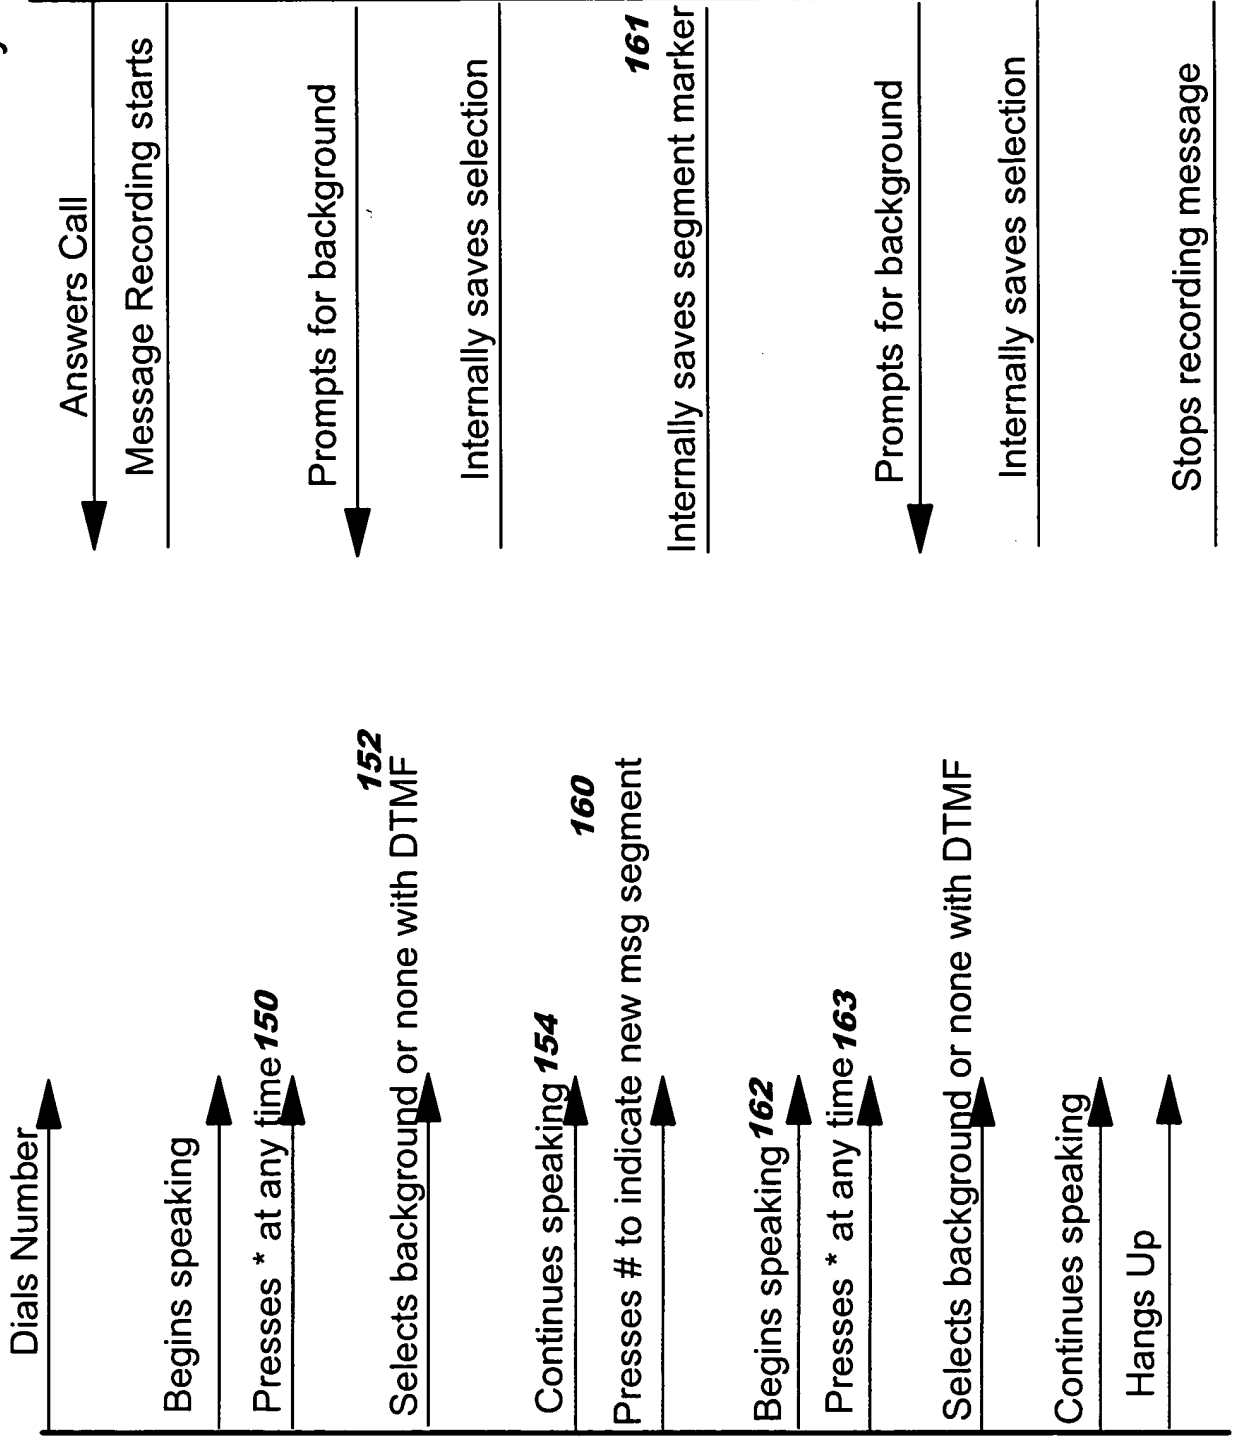 Dials Number
Answers Call
Message Recording starts
Begins speaking
Presses * at any time 150
Prompts for background
152
Selects background or none with DTMF
Internally saves selection
Continues speaking 154
160
Presses # to indicate new msg segment
161
Internally saves segment marker
Begins speaking 162
Presses * at any time 163
Prompts for background
Selects background or none with DTMF
Internally saves selection
Continues speaking
Hangs Up
Stops recording message